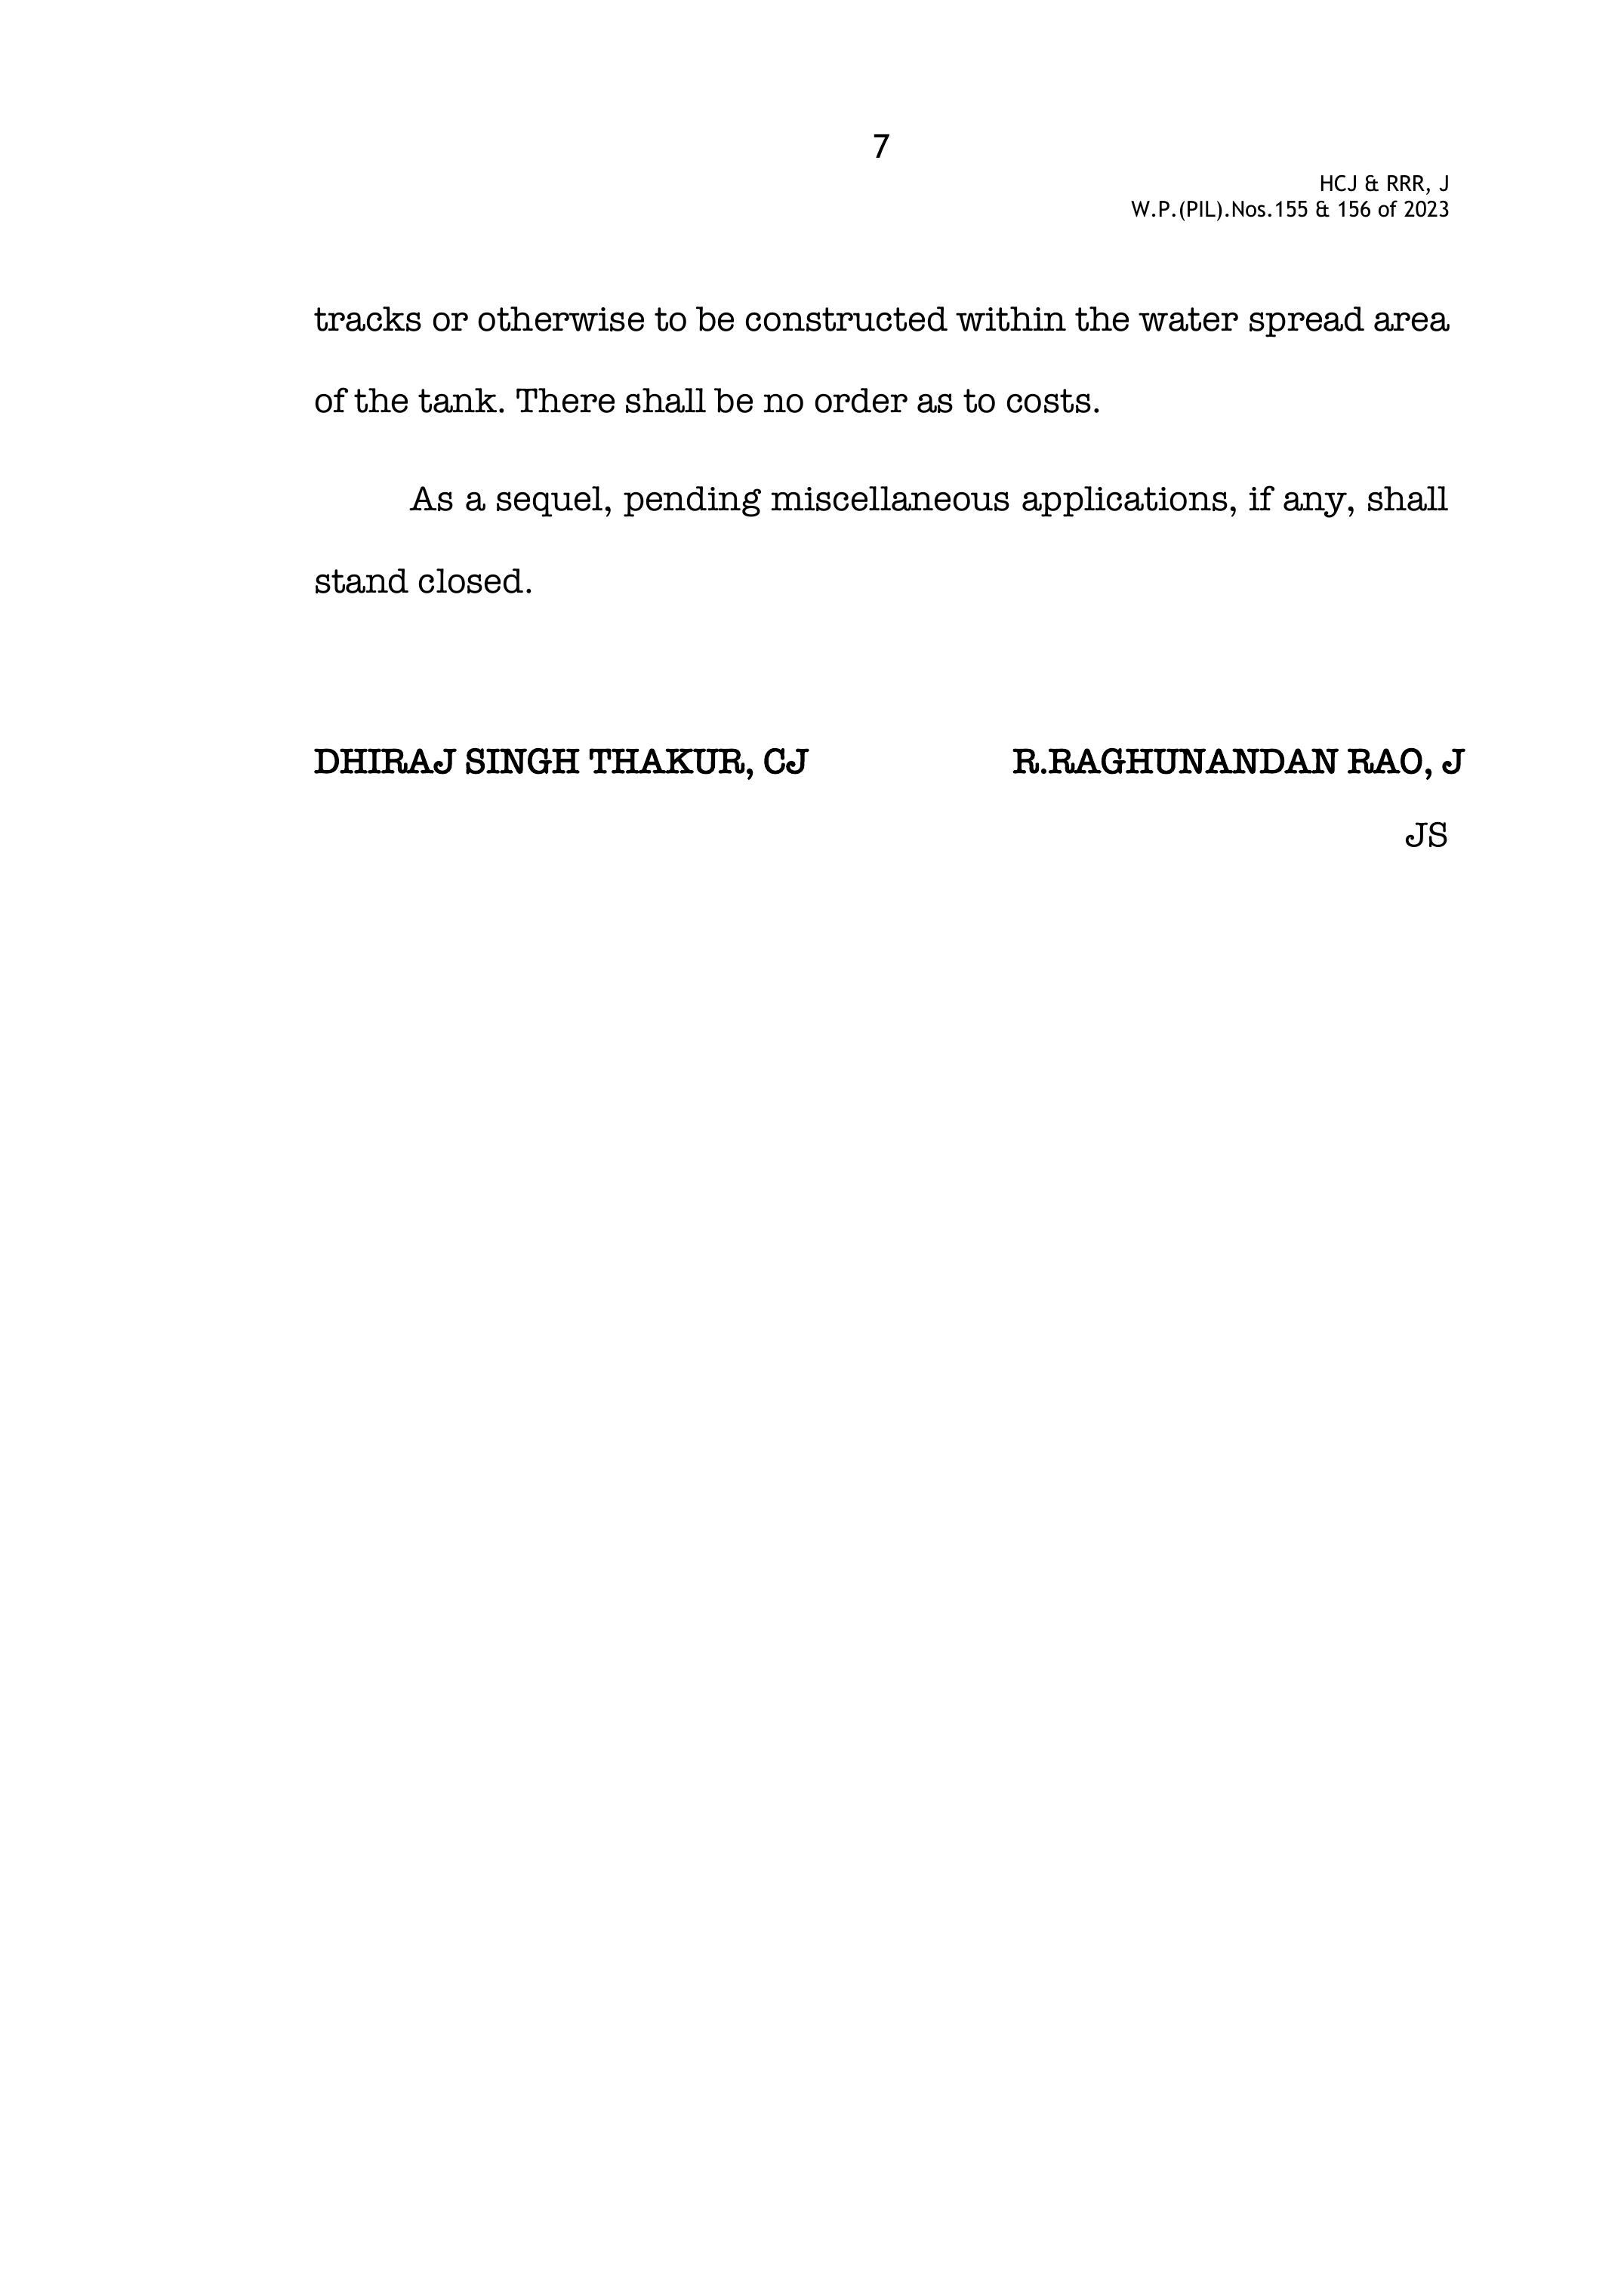 7
HCJ & RRR, J
W.P.(PIL).Nos.155 & 156 of 2023
tracks or otherwise to be constructed within the water spread area
of the tank. There shall be no order as to costs.
As a sequel, pending miscellaneous applications, if any, shall
stand closed.
DHIRAJ SINGH THAKUR, CJ R.RAGHUNANDAN RAO, J
JS